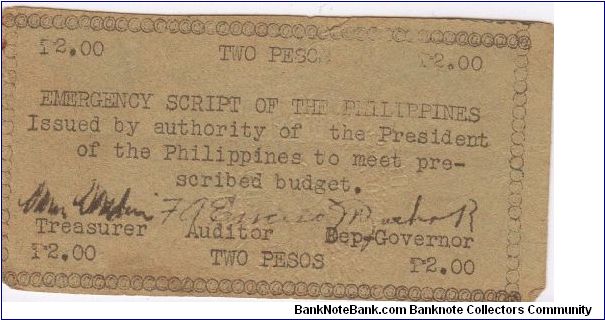 ₱2.00 TWO PESOS ₱2.00
EMERGENCY SCRIPT OF THE PHILIPPINES
Issued by authority of the President
of the Philippines to meet pre-
scribed budget.
Treasurer Auditor Dep/Governor
₱2.00 TWO PESOS ₱2.00
BankNoteBank.com Banknote Collectors Community